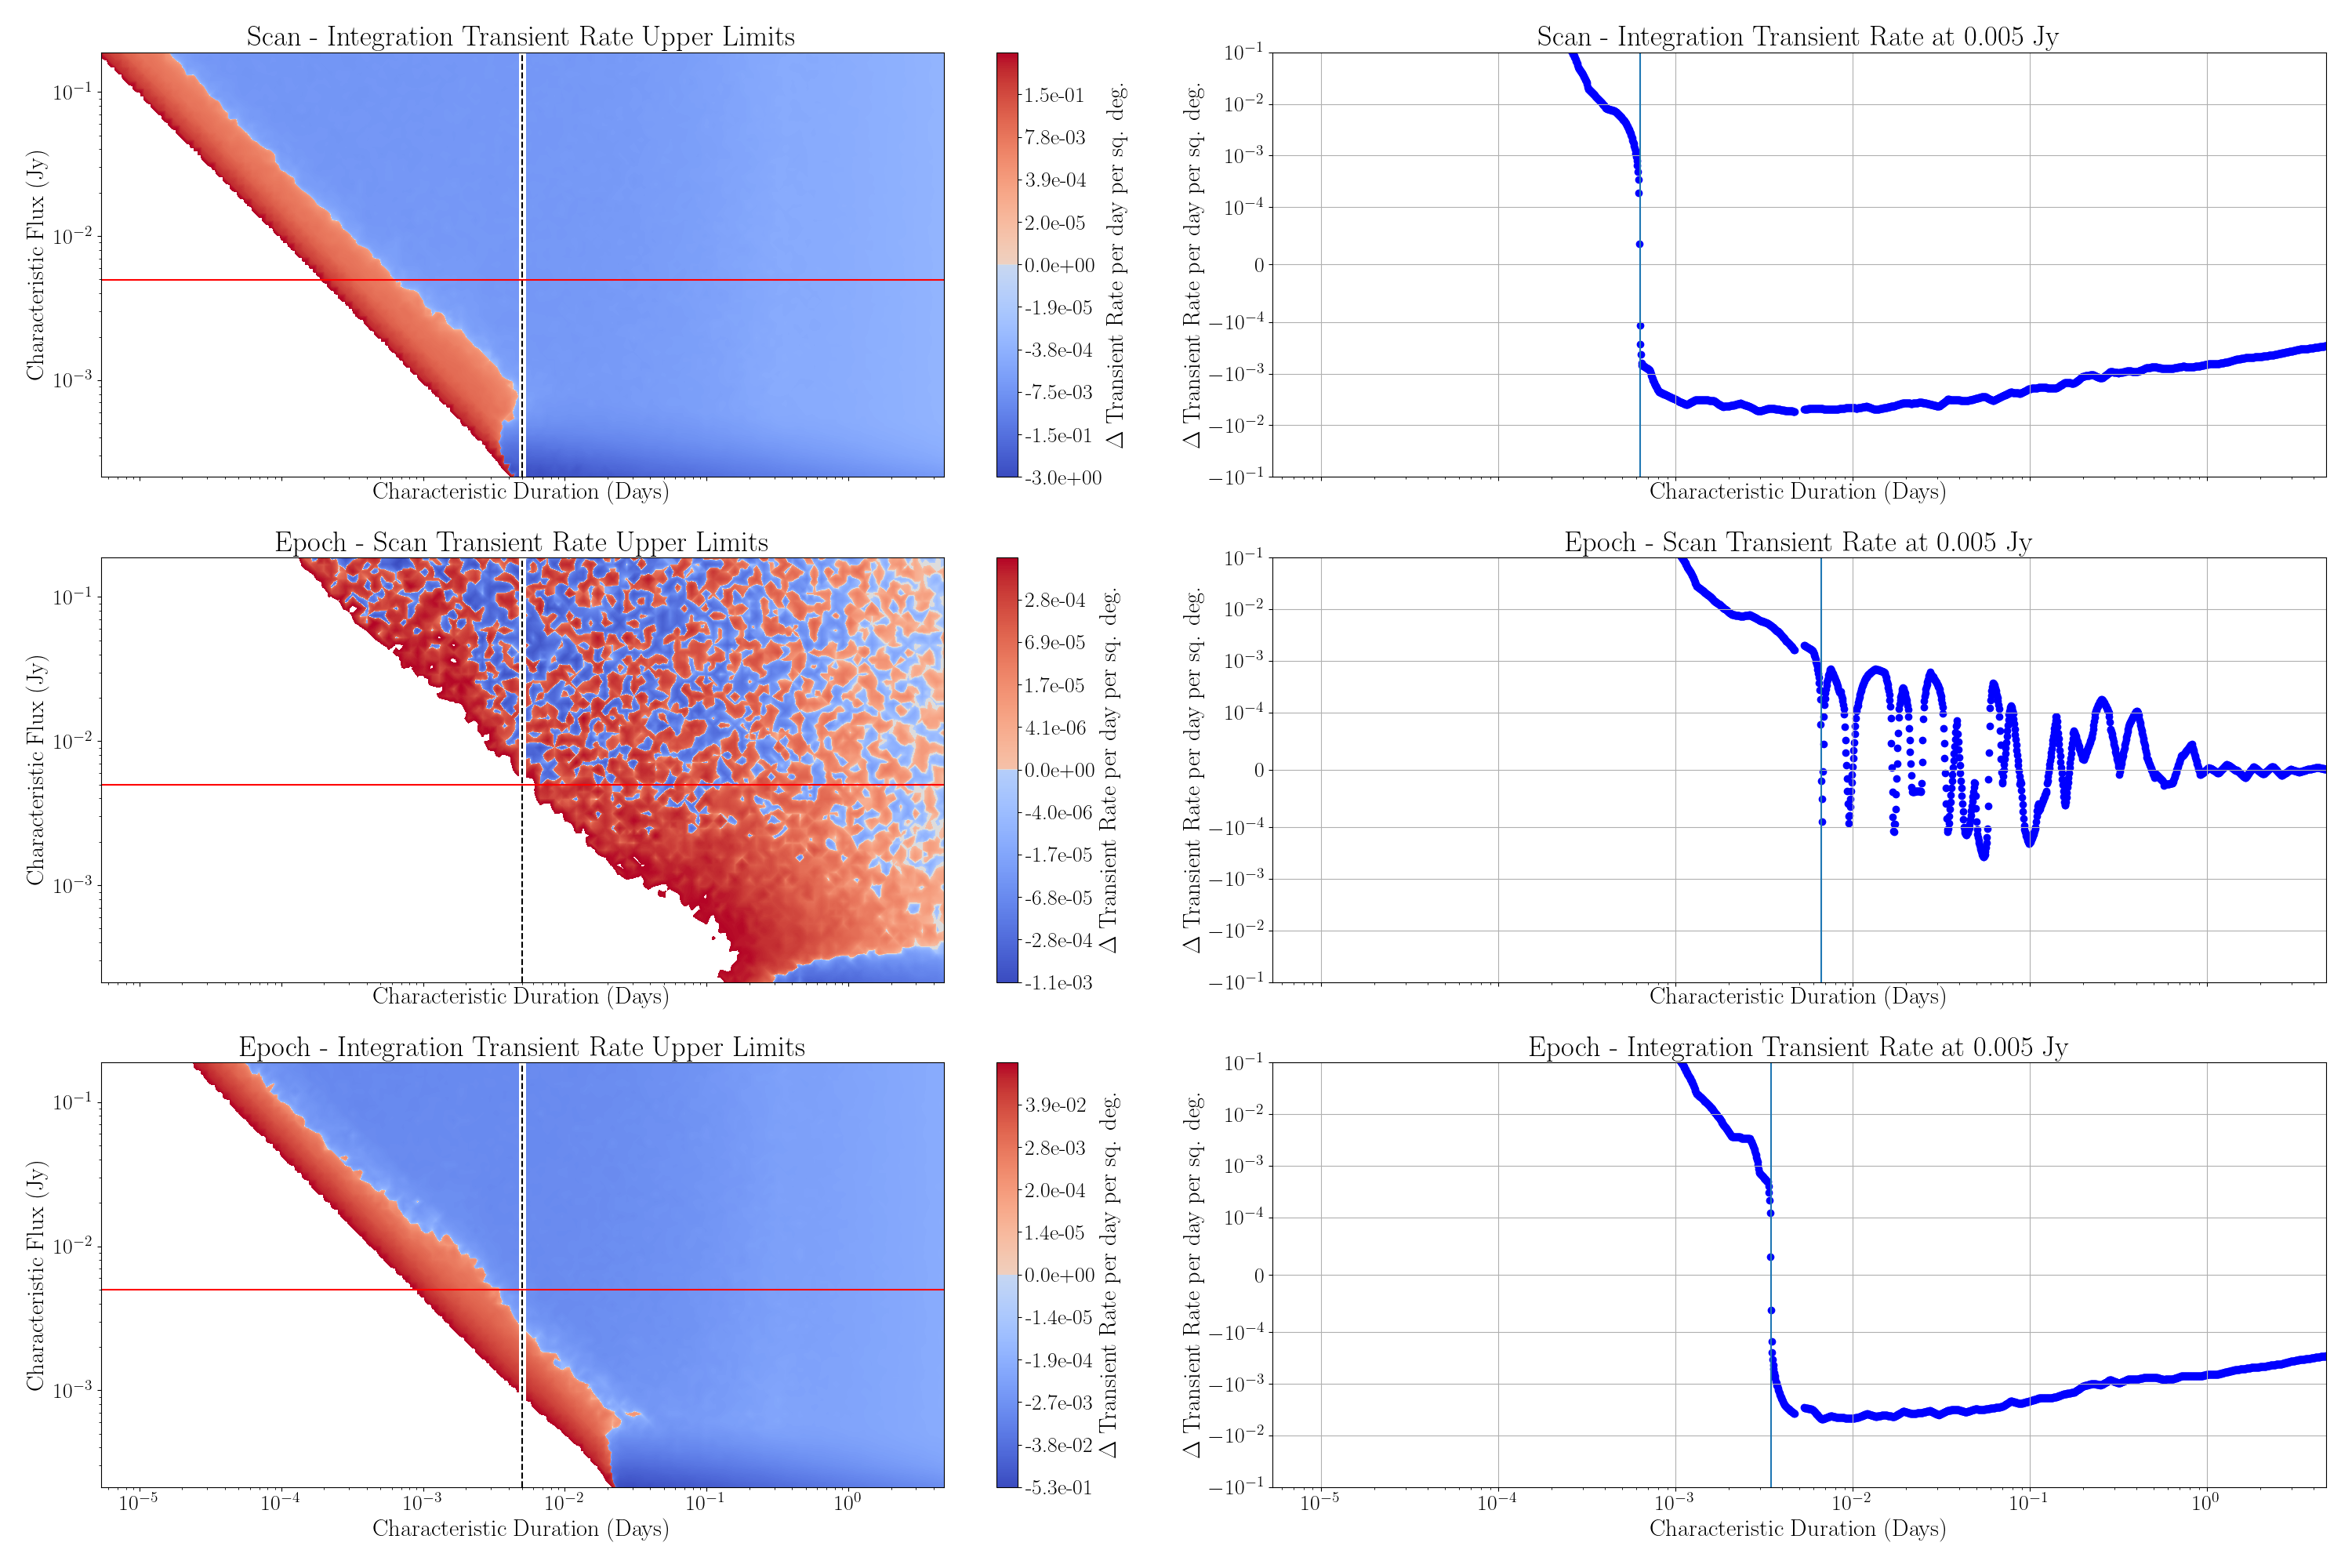 Scan - Integration Transient Rate Upper Limits
Characteristic Flux (Jy)
10⁻¹
10⁻²
10⁻³
Characteristic Duration (Days)
1.5e-01
7.8e-03
3.9e-04
2.0e-05
0.0e+00
-1.9e-05
-3.8e-04
-7.5e-03
-1.5e-01
-3.0e+00
Δ Transient Rate per day per sq. deg.
Scan - Integration Transient Rate at 0.005 Jy
Δ Transient Rate per day per sq. deg.
10⁻¹
10⁻²
10⁻³
10⁻⁴
0
−10⁻⁴
−10⁻³
−10⁻²
−10⁻¹
Characteristic Duration (Days)
Epoch - Scan Transient Rate Upper Limits
Characteristic Flux (Jy)
10⁻¹
10⁻²
10⁻³
Characteristic Duration (Days)
2.8e-04
6.9e-05
1.7e-05
4.1e-06
0.0e+00
-4.0e-06
-1.7e-05
-6.8e-05
-2.8e-04
-1.1e-03
Δ Transient Rate per day per sq. deg.
Epoch - Scan Transient Rate at 0.005 Jy
Δ Transient Rate per day per sq. deg.
10⁻¹
10⁻²
10⁻³
10⁻⁴
0
−10⁻⁴
−10⁻³
−10⁻²
−10⁻¹
Characteristic Duration (Days)
Epoch - Integration Transient Rate Upper Limits
Characteristic Flux (Jy)
10⁻¹
10⁻²
10⁻³
10⁻⁵ 10⁻⁴ 10⁻³ 10⁻² 10⁻¹ 10⁰
Characteristic Duration (Days)
3.9e-02
2.8e-03
2.0e-04
1.4e-05
0.0e+00
-1.4e-05
-1.9e-04
-2.7e-03
-3.8e-02
-5.3e-01
Δ Transient Rate per day per sq. deg.
Epoch - Integration Transient Rate at 0.005 Jy
Δ Transient Rate per day per sq. deg.
10⁻¹
10⁻²
10⁻³
10⁻⁴
0
−10⁻⁴
−10⁻³
−10⁻²
−10⁻¹
10⁻⁵ 10⁻⁴ 10⁻³ 10⁻² 10⁻¹ 10⁰
Characteristic Duration (Days)